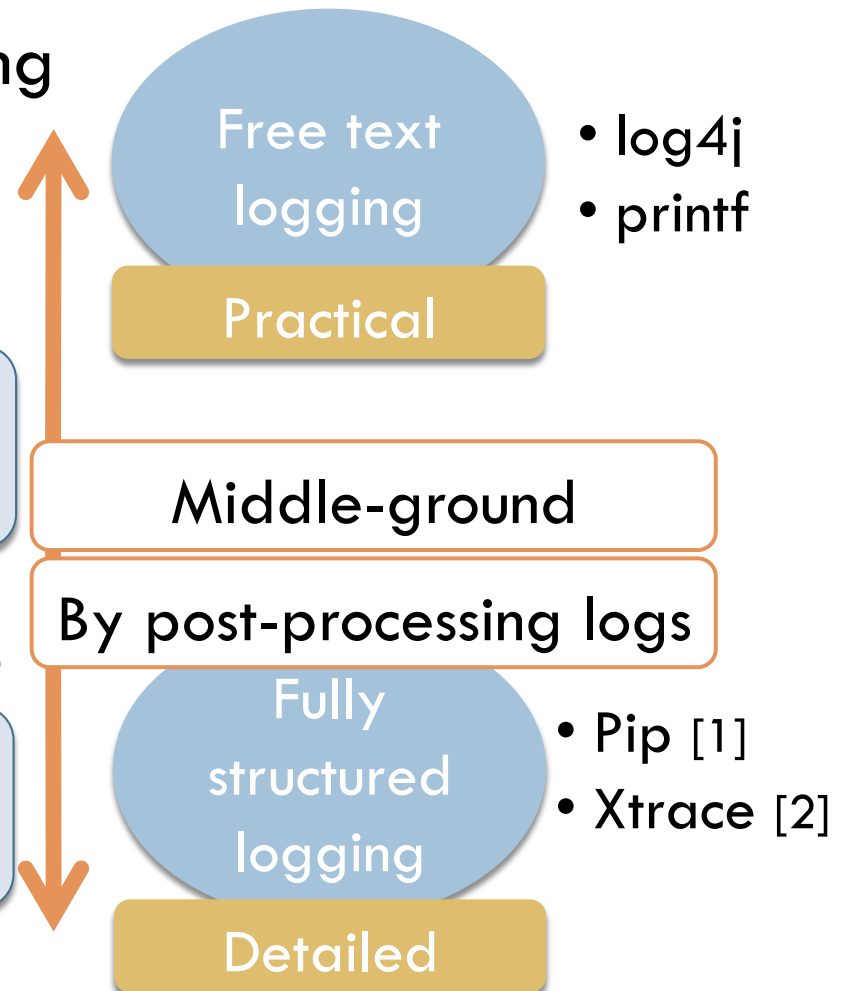 ng
Free text
logging
• log4j
• printf
Practical
Middle-ground
By post-processing logs
Fully
structured
logging
• Pip [1]
• Xtrace [2]
Detailed